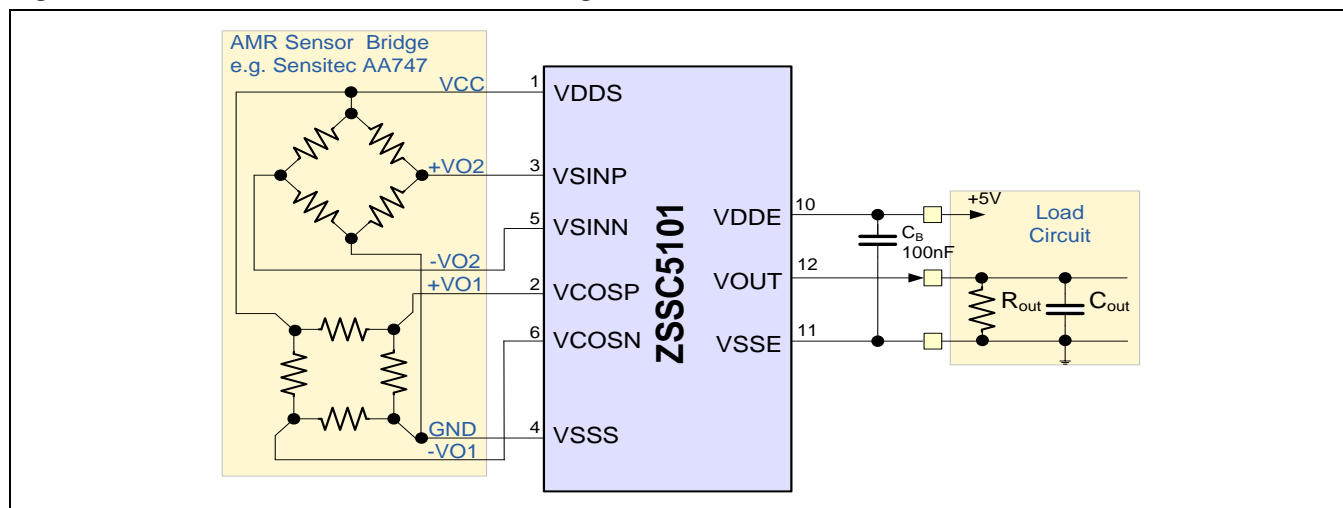 AMR Sensor Bridge
e.g. Sensitec AA747
VCC
1
VDDS
+VO2
3
VSINP
5
VSINN
-VO2
+VO1
2
VCOSP
6
VCOSN
GND
4
VSSS
-VO1
ZSSC5101
VDDE
10
VOUT
12
VSSE
11
CB
100nF
+5V
Load
Circuit
Rout
Cout